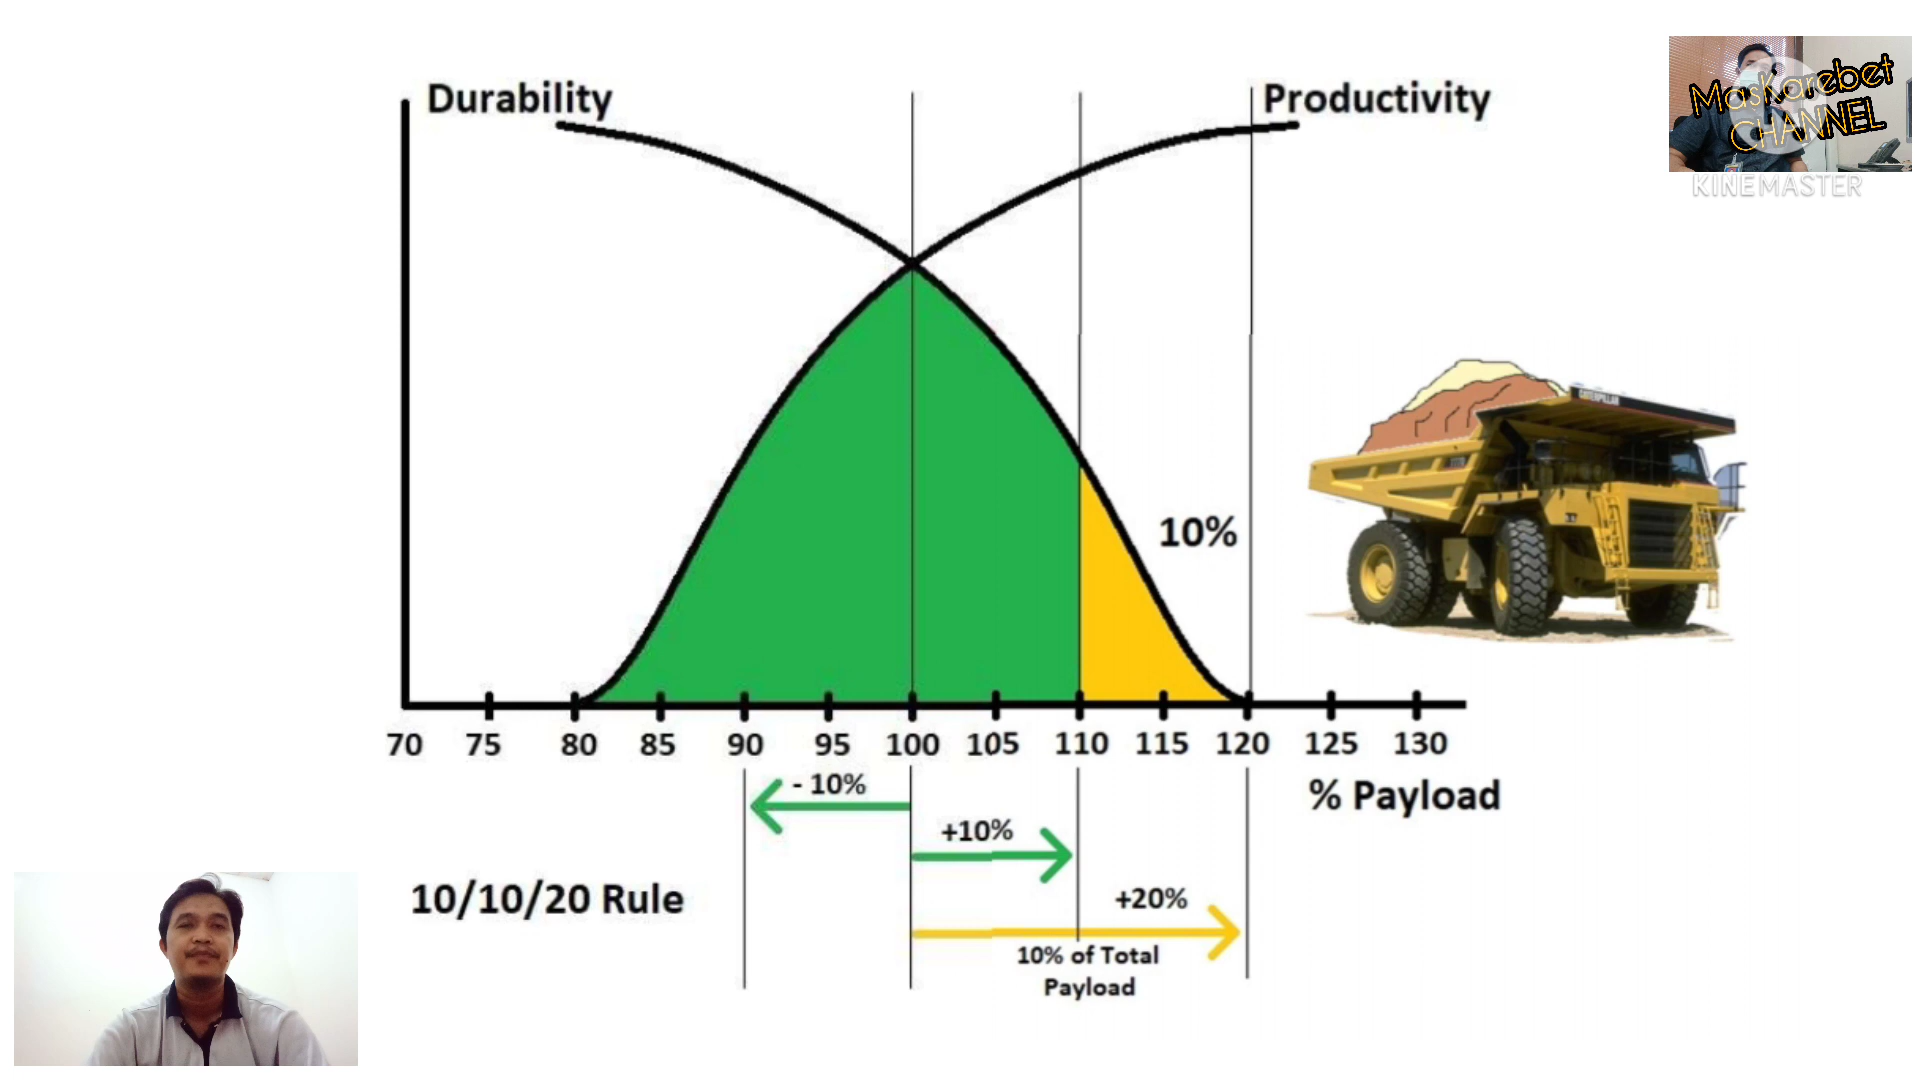 Durability
Productivity
MasKarebet
CHANNEL
KINEMASTER
CATERPILLAR
10%
70 75 80 85 90 95 100 105 110 115 120 125 130
% Payload
- 10%
+10%
+20%
10/10/20 Rule
10% of Total
Payload